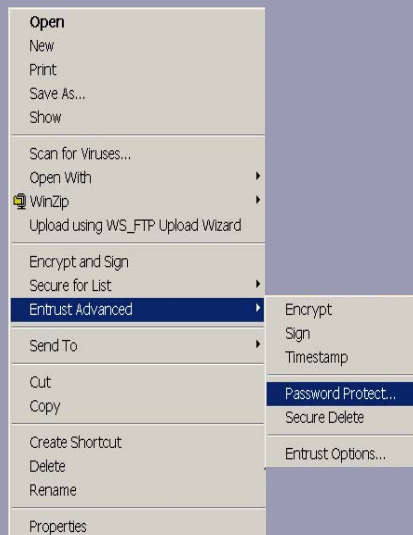 Open
New
Print
Save As...
Show
Scan for Viruses...
Open With
WinZip
Upload using WS_FTP Upload Wizard
Encrypt and Sign
Secure for List
Entrust Advanced
Send To
Cut
Copy
Create Shortcut
Delete
Rename
Properties
Encrypt
Sign
Timestamp
Password Protect...
Secure Delete
Entrust Options...